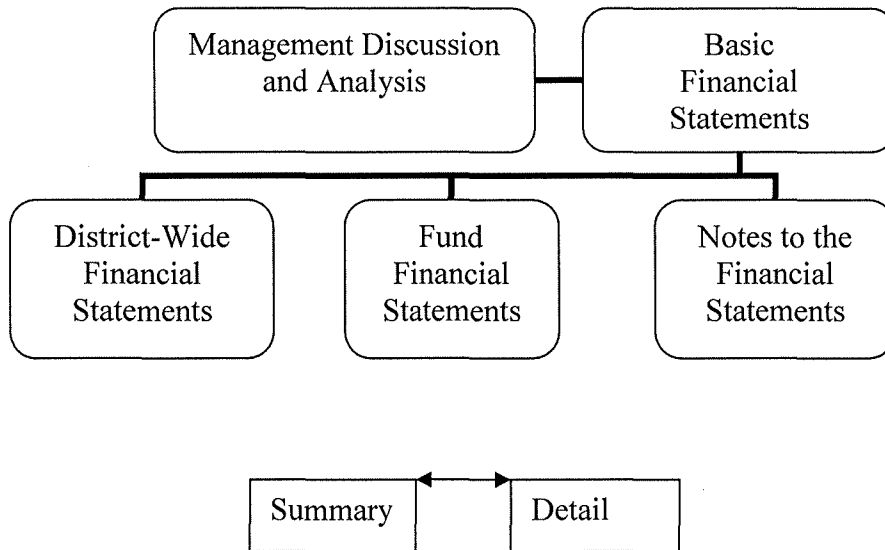 Management Discussion
and Analysis
Basic
Financial
Statements
District-Wide
Financial
Statements
Fund
Financial
Statements
Notes to the
Financial
Statements
Summary
Detail